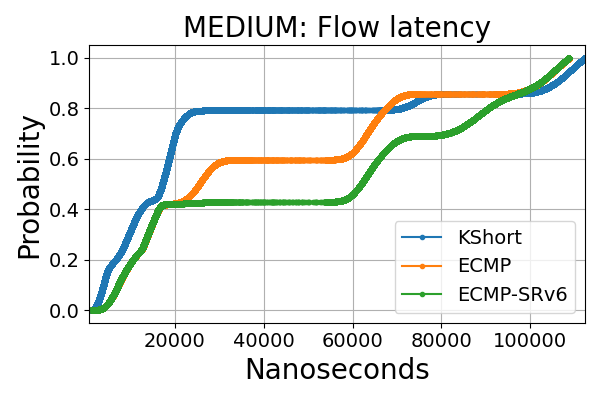 MEDIUM: Flow latency
Probability
1.0
0.8
0.6
0.4
0.2
0.0
KShort
ECMP
ECMP-SRv6
20000 40000 60000 80000 100000
Nanoseconds